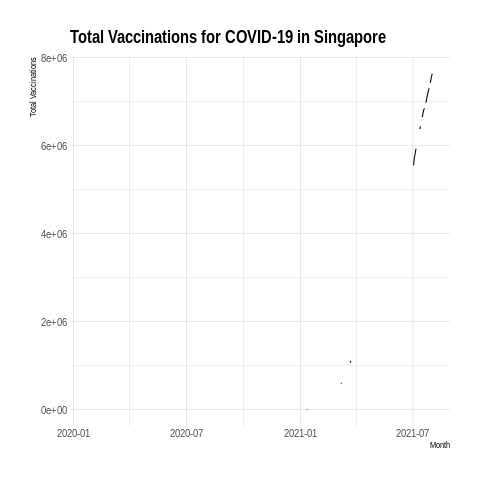 Total Vaccinations for COVID-19 in Singapore
Total Vaccinations
8e+06
6e+06
4e+06
2e+06
0e+00
2020-01 2020-07 2021-01 2021-07
Month